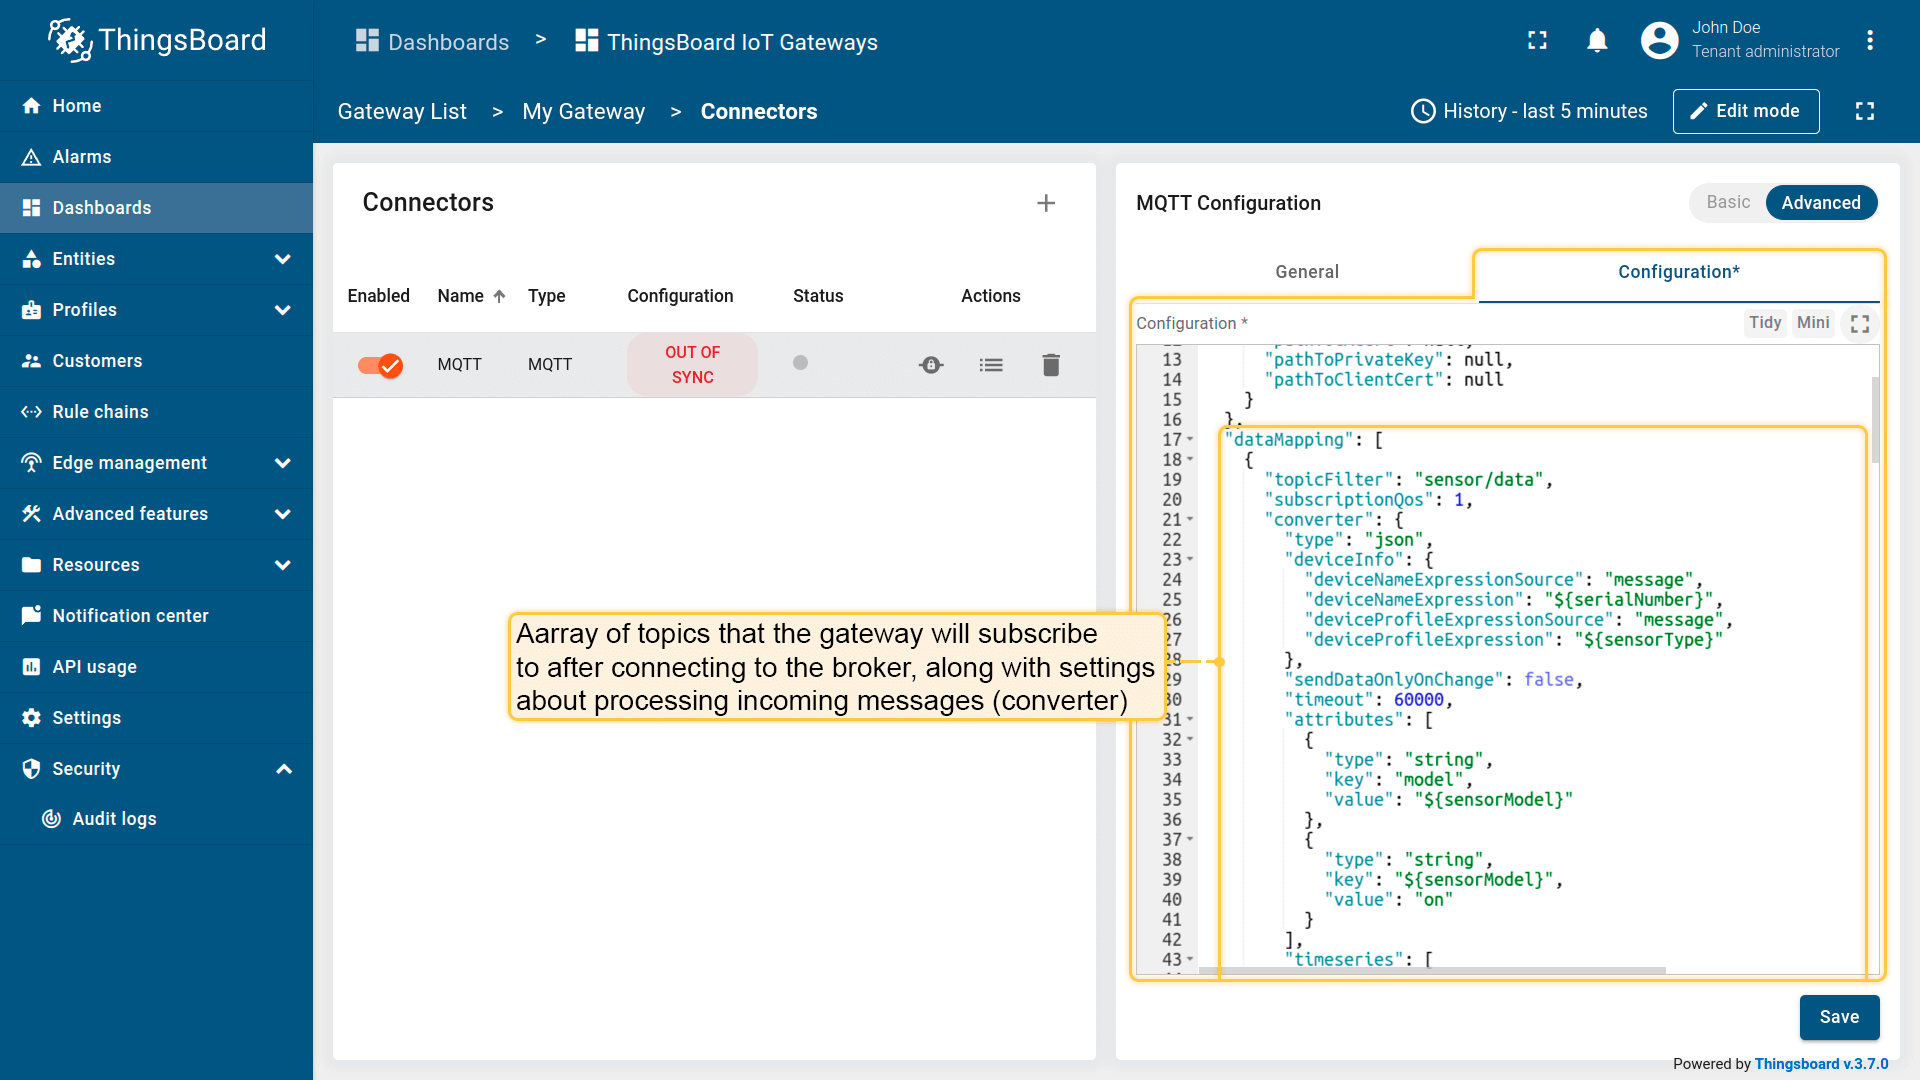 ThingsBoard
Dashboards > ThingsBoard IoT Gateways
John Doe
Tenant administrator
Gateway List > My Gateway > Connectors
History - last 5 minutes
Edit mode
Home
Alarms
Dashboards
Entities
Profiles
Customers
Rule chains
Edge management
Advanced features
Resources
Notification center
API usage
Settings
Security
Audit logs
Connectors
Enabled Name Type Configuration Status Actions
MQTT MQTT OUT OF
SYNC
Aarray of topics that the gateway will subscribe
to after connecting to the broker, along with settings
about processing incoming messages (converter)
MQTT Configuration
Basic Advanced
General Configuration*
Configuration *
Tidy Mini
13 "pathToPrivateKey": null,
14 "pathToClientCert": null
15 }
16 },
17 "dataMapping": [
18 {
19 "topicFilter": "sensor/data",
20 "subscriptionQos": 1,
21 "converter": {
22 "type": "json",
23 "deviceInfo": {
24 "deviceNameExpressionSource": "message",
25 "deviceNameExpression": "${serialNumber}",
26 "deviceProfileExpressionSource": "message",
27 "deviceProfileExpression": "${sensorType}"
28 },
29 "sendDataOnlyOnChange": false,
30 "timeout": 60000,
31 "attributes": [
32 {
33 "type": "string",
34 "key": "model",
35 "value": "${sensorModel}"
36 },
37 {
38 "type": "string",
39 "key": "${sensorModel}",
40 "value": "on"
41 }
42 ],
43 "timeseries": [
Save
Powered by Thingsboard v.3.7.0